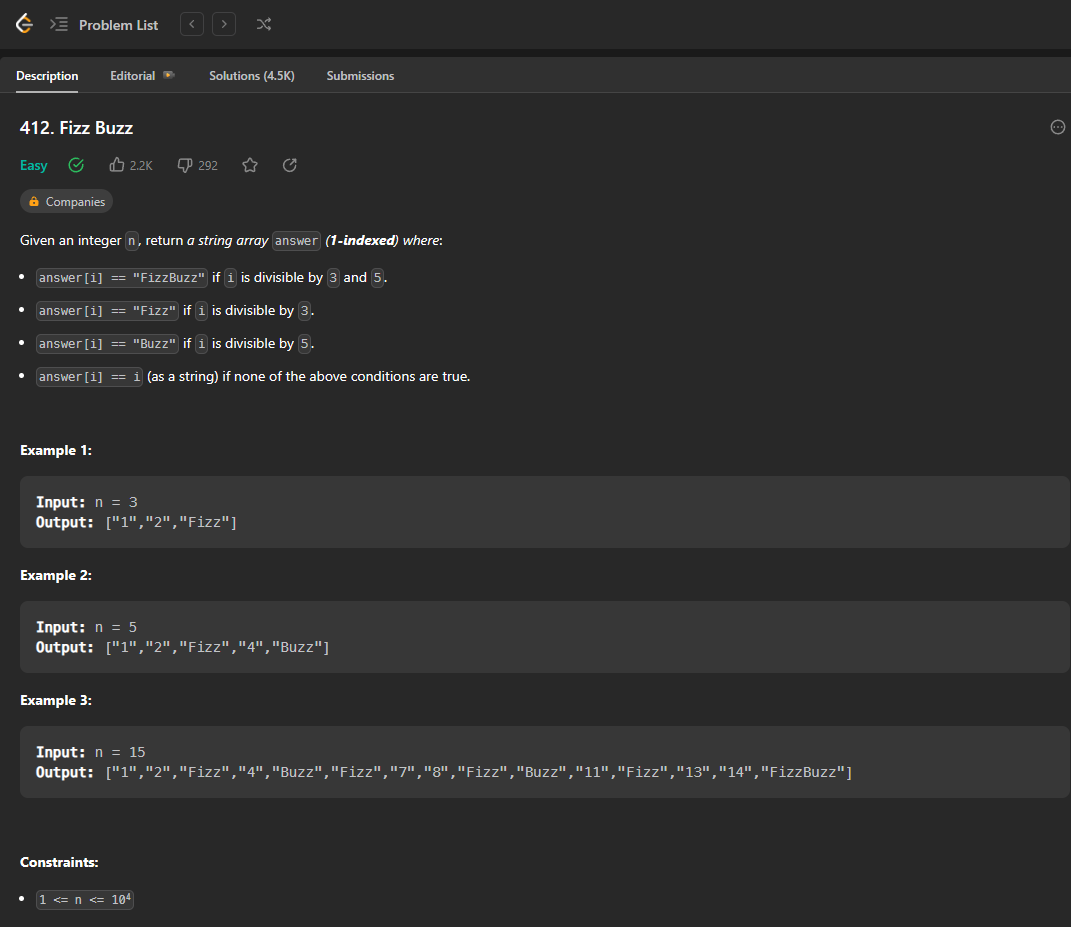 Problem List
Description Editorial Solutions (4.5K) Submissions
412. Fizz Buzz
Easy 2.2K 292
Companies
Given an integer n, return a string array answer (1-indexed) where:
• answer[i] == "FizzBuzz" if i is divisible by 3 and 5.
• answer[i] == "Fizz" if i is divisible by 3.
• answer[i] == "Buzz" if i is divisible by 5.
• answer[i] == i (as a string) if none of the above conditions are true.
Example 1:
Input: n = 3
Output: ["1","2","Fizz"]
Example 2:
Input: n = 5
Output: ["1","2","Fizz","4","Buzz"]
Example 3:
Input: n = 15
Output: ["1","2","Fizz","4","Buzz","Fizz","7","8","Fizz","Buzz","11","Fizz","13","14","FizzBuzz"]
Constraints:
• 1 <= n <= 10⁴